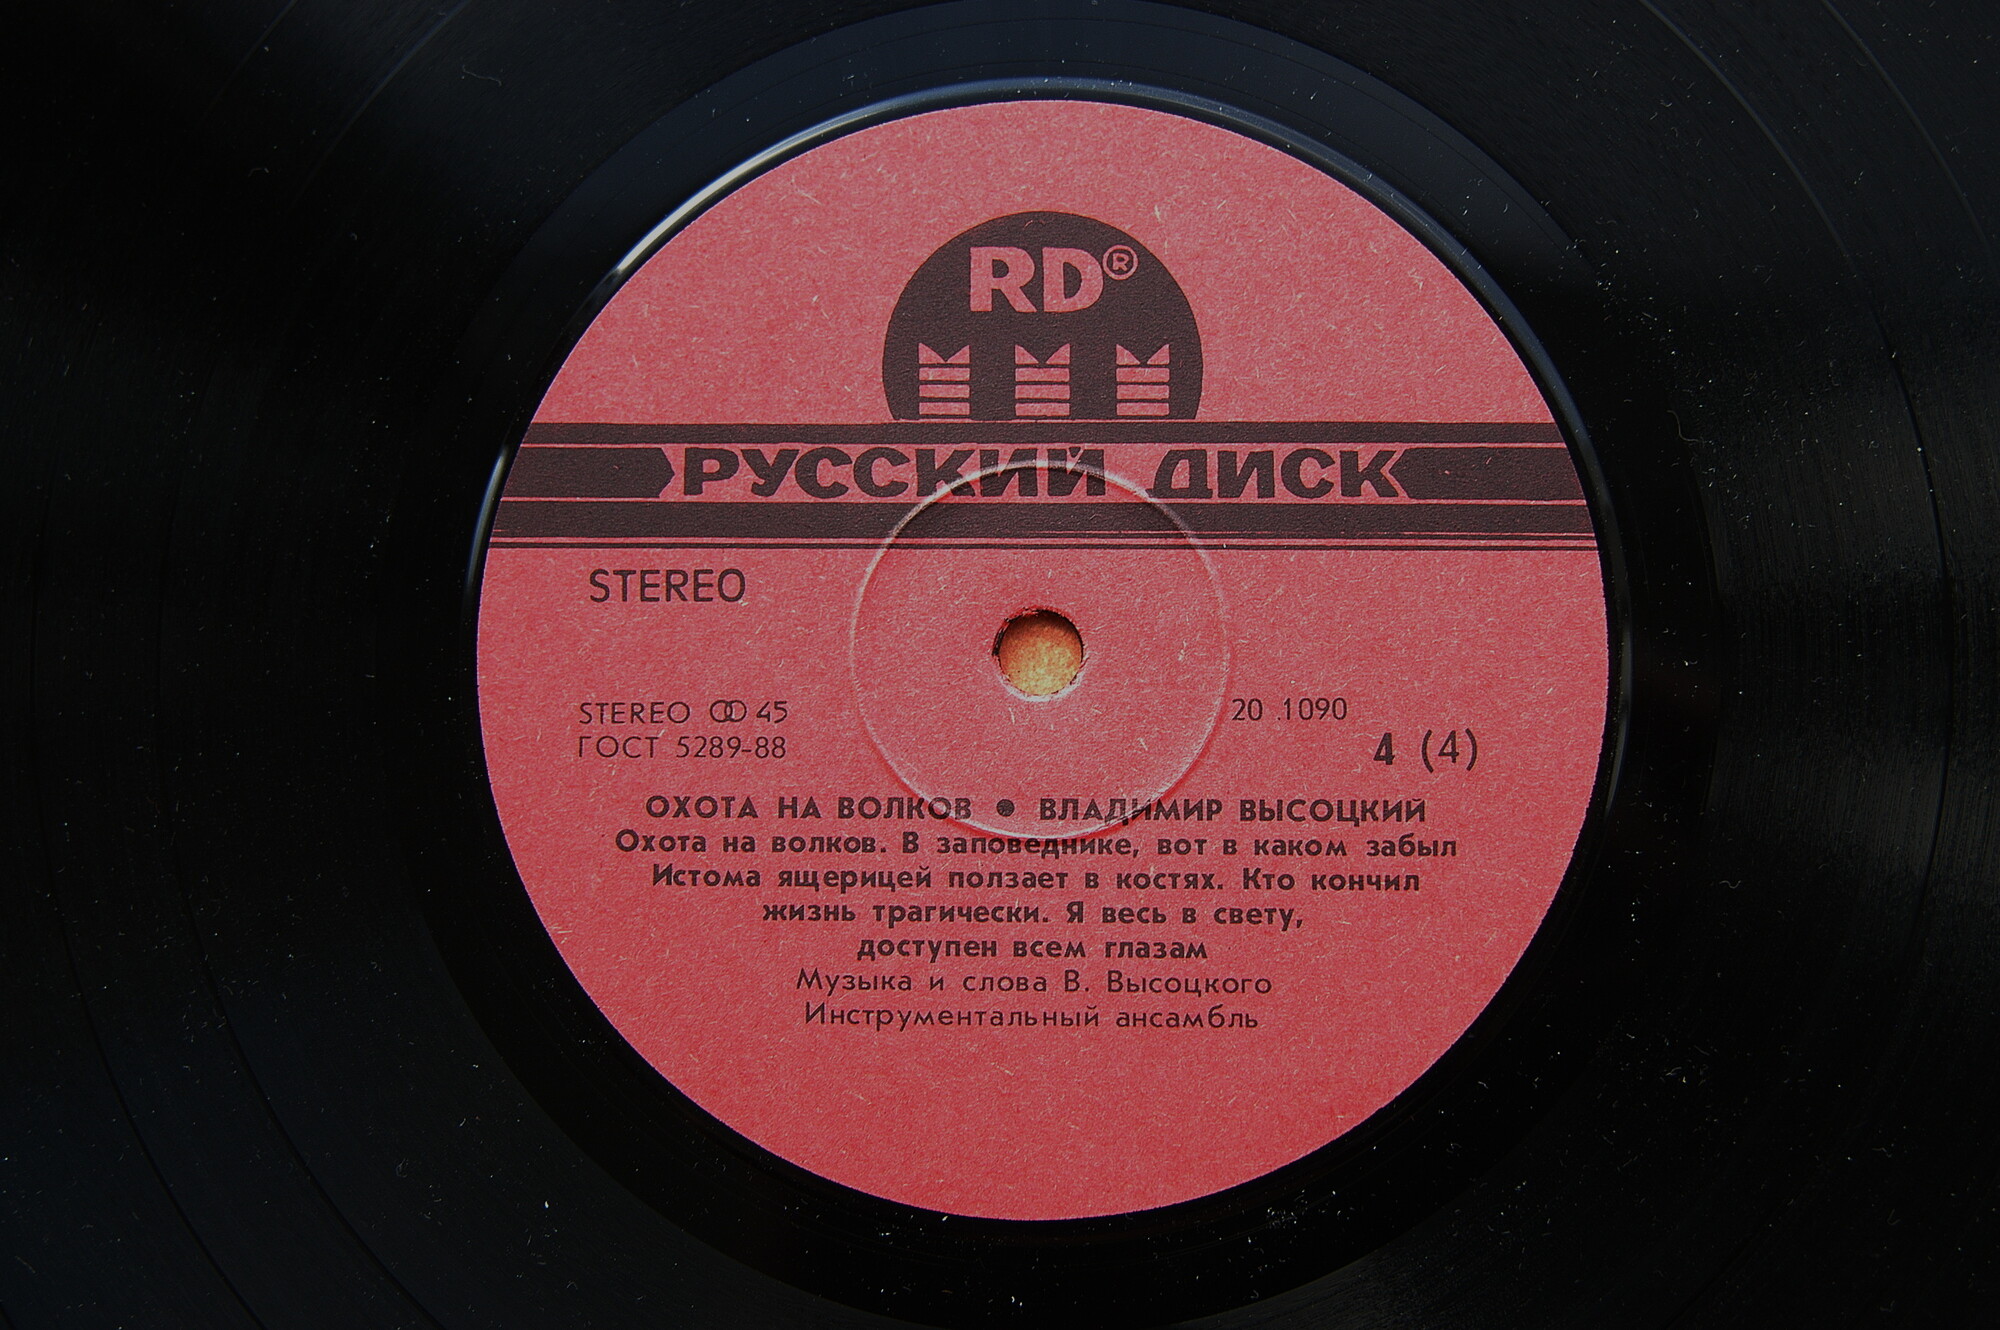 RD®
РУССКИЙ ДИСК
STEREO
STEREO ꝏ 45
ГОСТ 5289-88
20 .1090
4 (4)
ОХОТА НА ВОЛКОВ ● ВЛАДИМИР ВЫСОЦКИЙ
Охота на волков. В заповеднике, вот в каком забыл
Истома ящерицей ползает в костях. Кто кончил
жизнь трагически. Я весь в свету,
доступен всем глазам
Музыка и слова В. Высоцкого
Инструментальный ансамбль